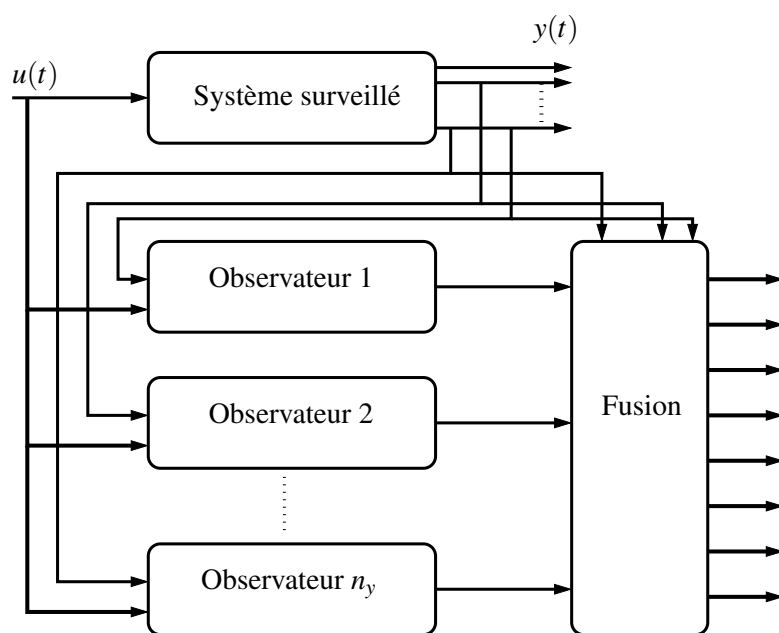 y(t)
u(t)
Système surveillé
Observateur 1
Observateur 2
Fusion
Observateur n_y